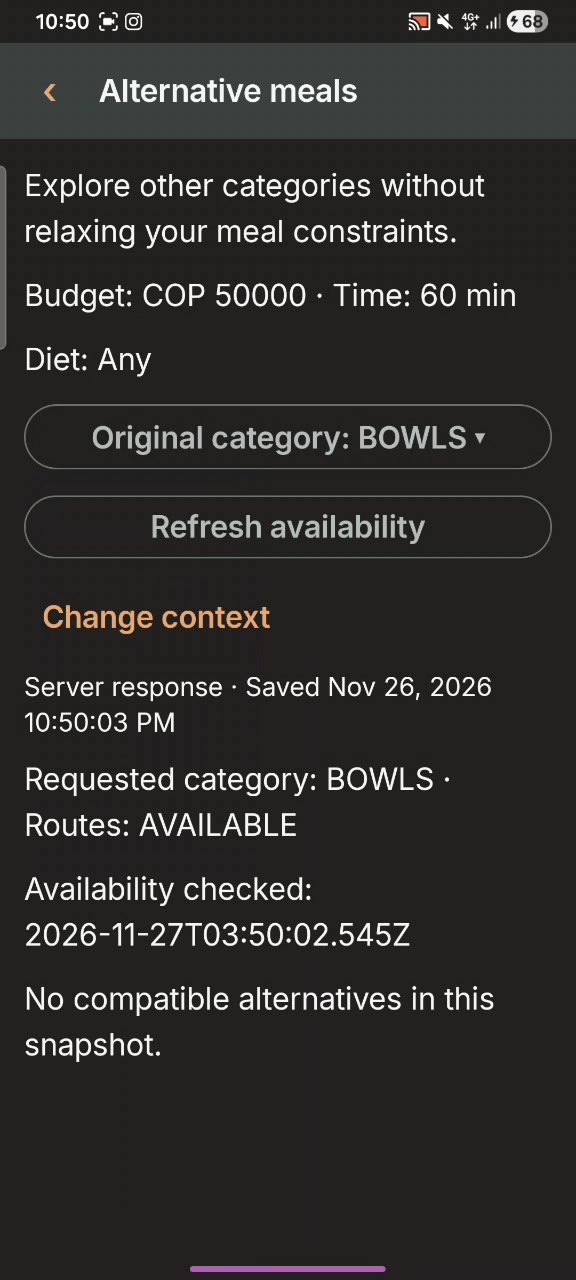 10:50
4G+
68
‹ Alternative meals
Explore other categories without
relaxing your meal constraints.
Budget: COP 50000 · Time: 60 min
Diet: Any
Original category: BOWLS ▾
Refresh availability
Change context
Server response · Saved Nov 26, 2026
10:50:03 PM
Requested category: BOWLS ·
Routes: AVAILABLE
Availability checked:
2026-11-27T03:50:02.545Z
No compatible alternatives in this
snapshot.